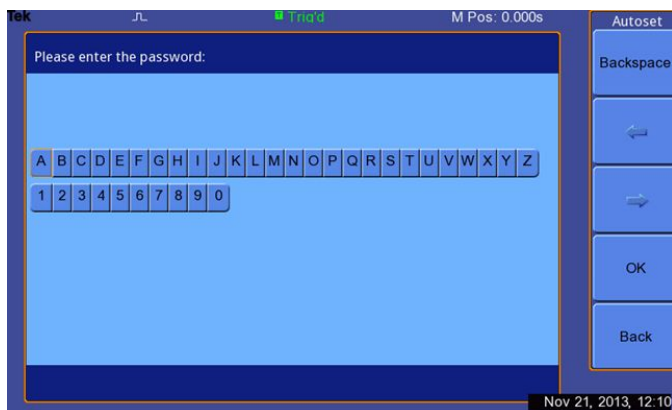 Tek Trig'd M Pos: 0.000s
Autoset
Please enter the password:
Backspace
A B C D E F G H I J K L M N O P Q R S T U V W X Y Z
1 2 3 4 5 6 7 8 9 0
OK
Back
Nov 21, 2013, 12:10